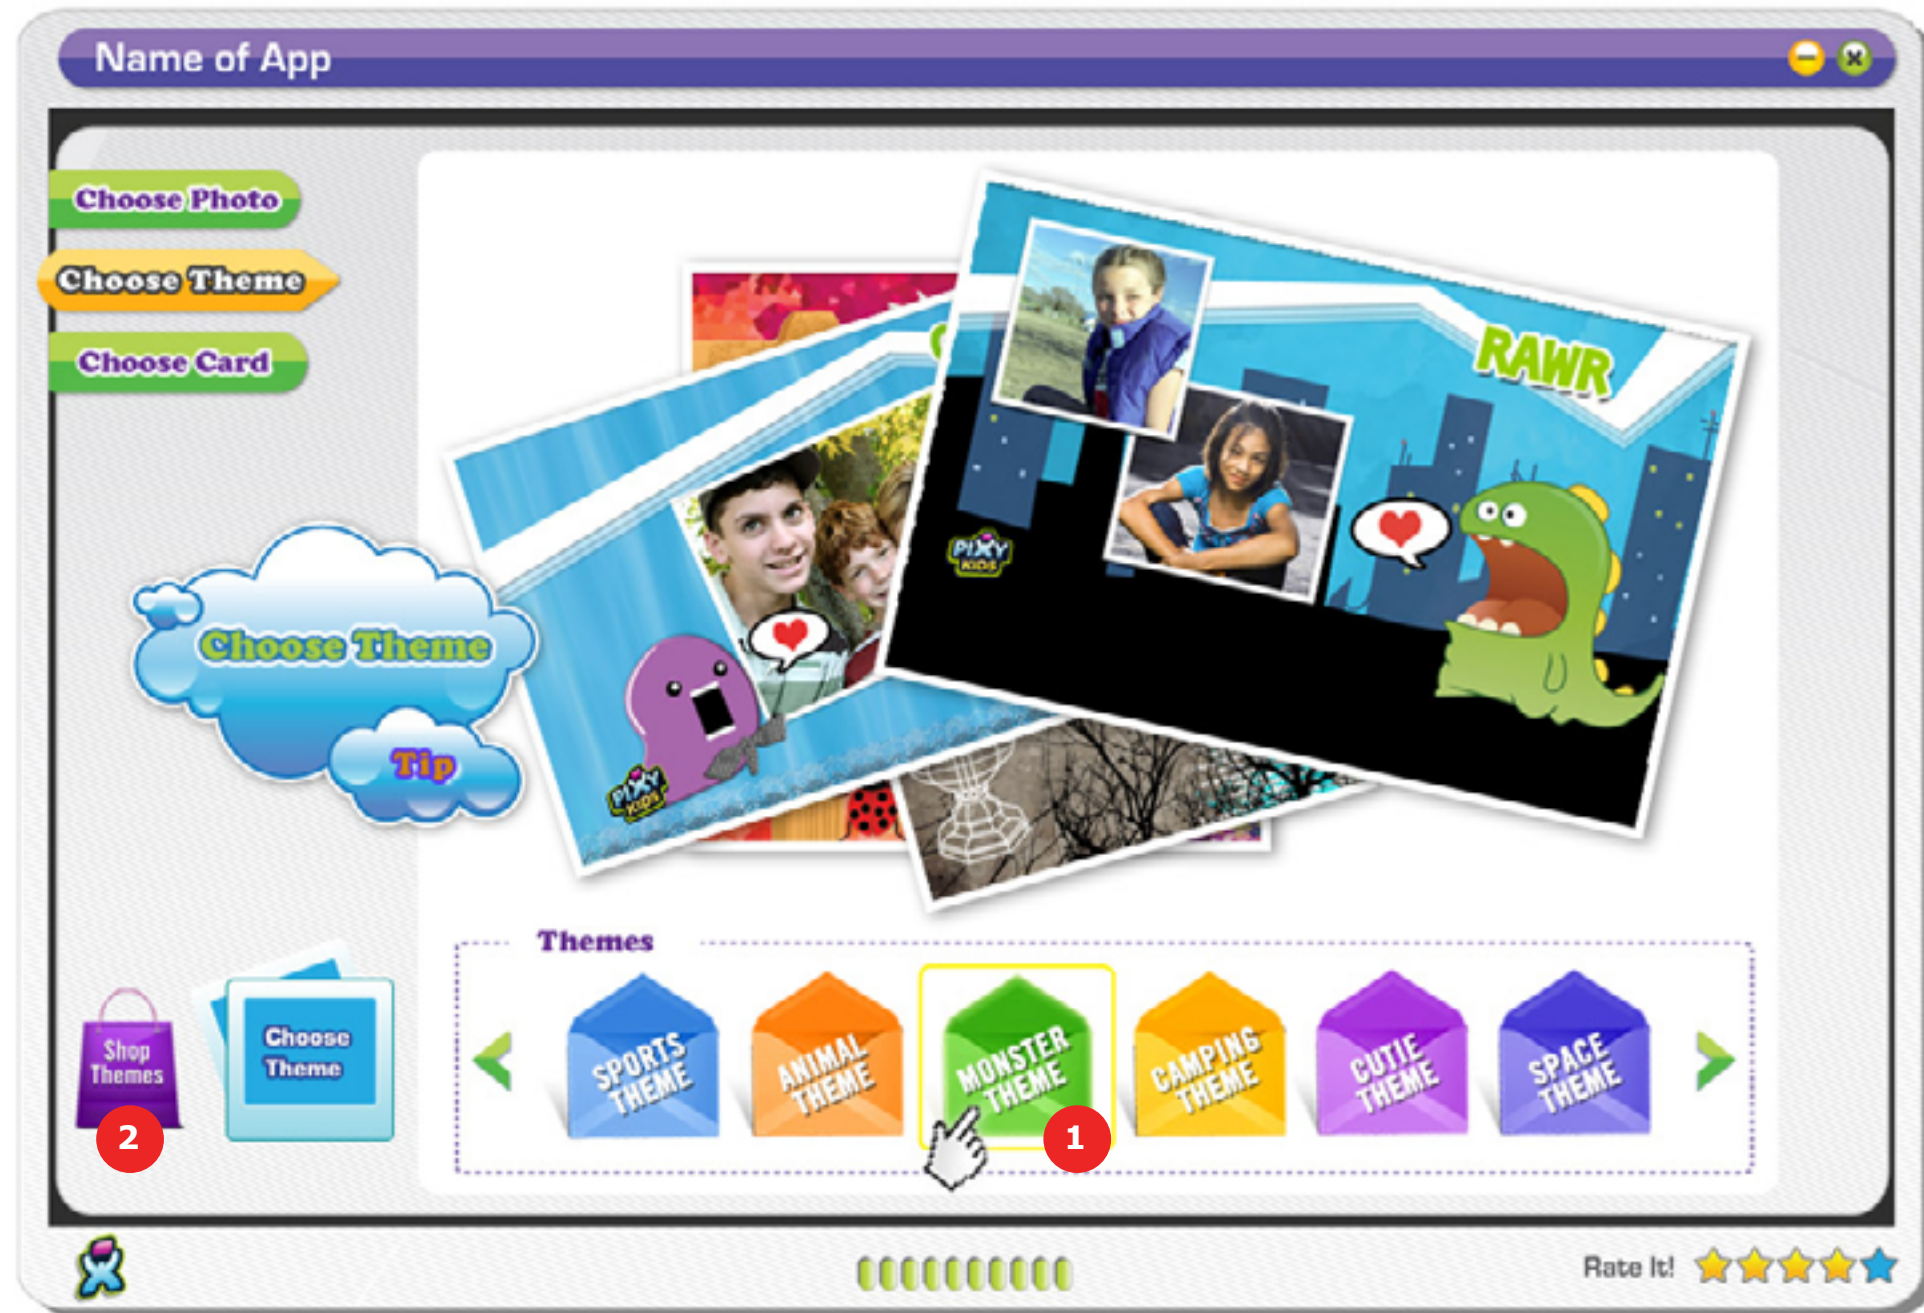 Name of App
Choose Photo
Choose Theme
Choose Card
RAWR
PIXY
KIDS
Choose Theme
Tip
PIXY
KIDS
Themes
Shop
Themes
2
Choose
Theme
SPORTS
THEME
ANIMAL
THEME
MONSTER
THEME
1
CAMPING
THEME
CUTIE
THEME
SPACE
THEME
Rate It!